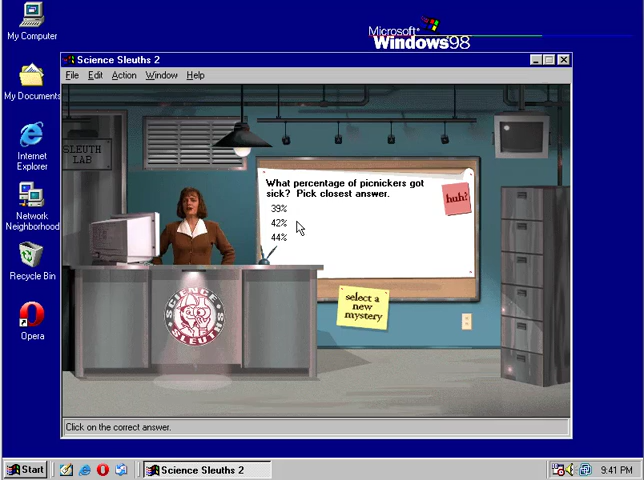 My Computer
Microsoft
Windows 98
Science Sleuths 2
File Edit Action Window Help
My Documents
SLEUTH
LAB
What percentage of picnickers got
sick? Pick closest answer.
huh?
39%
42%
44%
Internet
Explorer
Network
Neighborhood
Recycle Bin
select a
new
mystery
SCIENCE
SLEUTHS
Opera
Click on the correct answer.
Start
Science Sleuths 2
9:41 PM